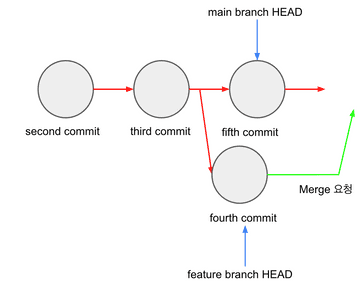 main branch HEAD
second commit
third commit
fifth commit
Merge 요청
fourth commit
feature branch HEAD